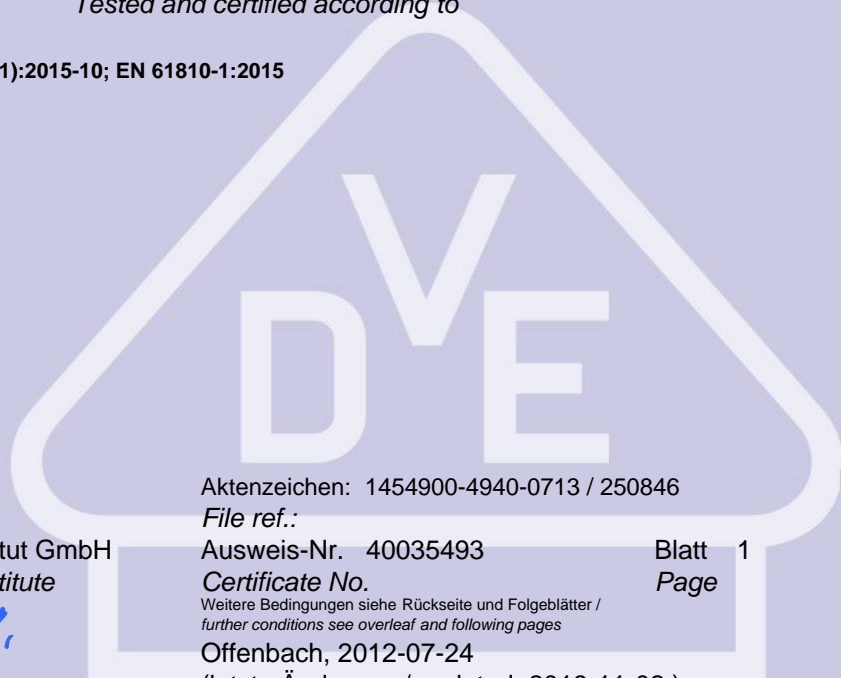 Tested and certified according to
1):2015-10; EN 61810-1:2015
VDE
Aktenzeichen: 1454900-4940-0713 / 250846
File ref.:
tut GmbH Ausweis-Nr. 40035493 Blatt 1
titute Certificate No. Page
Weitere Bedingungen siehe Rückseite und Folgeblätter /
further conditions see overleaf and following pages
Offenbach, 2012-07-24